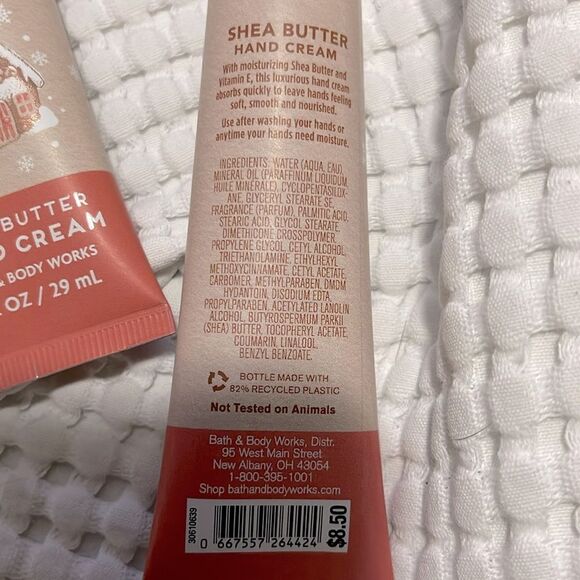 BUTTER
D CREAM
& BODY WORKS
OZ / 29 mL
SHEA BUTTER
HAND CREAM
With moisturizing Shea Butter and
Vitamin E, this luxurious hand cream
absorbs quickly to leave hands feeling
soft, smooth and nourished.
Use after washing your hands or
anytime your hands need moisture.
INGREDIENTS: WATER (AQUA, EAU),
MINERAL OIL (PARAFFINUM LIQUIDUM
HUILE MINERALE), CYCLOPENTASILOX-
ANE, GLYCERYL STEARATE SE,
FRAGRANCE (PARFUM), PALMITIC ACID,
STEARIC ACID, GLYCOL STEARATE,
DIMETHICONE CROSSPOLYMER,
PROPYLENE GLYCOL, CETYL ALCOHOL,
TRIETHANOLAMINE, ETHYLHEXYL
METHOXYCINNAMATE, CETYL ACETATE,
CARBOMER, METHYLPARABEN, DMDM
HYDANTOIN, DISODIUM EDTA,
PROPYLPARABEN, ACETYLATED LANOLIN
ALCOHOL, BUTYROSPERMUM PARKII
(SHEA) BUTTER, TOCOPHERYL ACETATE,
COUMARIN, LINALOOL,
BENZYL BENZOATE.
BOTTLE MADE WITH
82% RECYCLED PLASTIC
Not Tested on Animals
Bath & Body Works, Distr.
95 West Main Street
New Albany, OH 43054
1-800-395-1001
Shop bathandbodyworks.com
30610639
0 667557 264424
$8.50